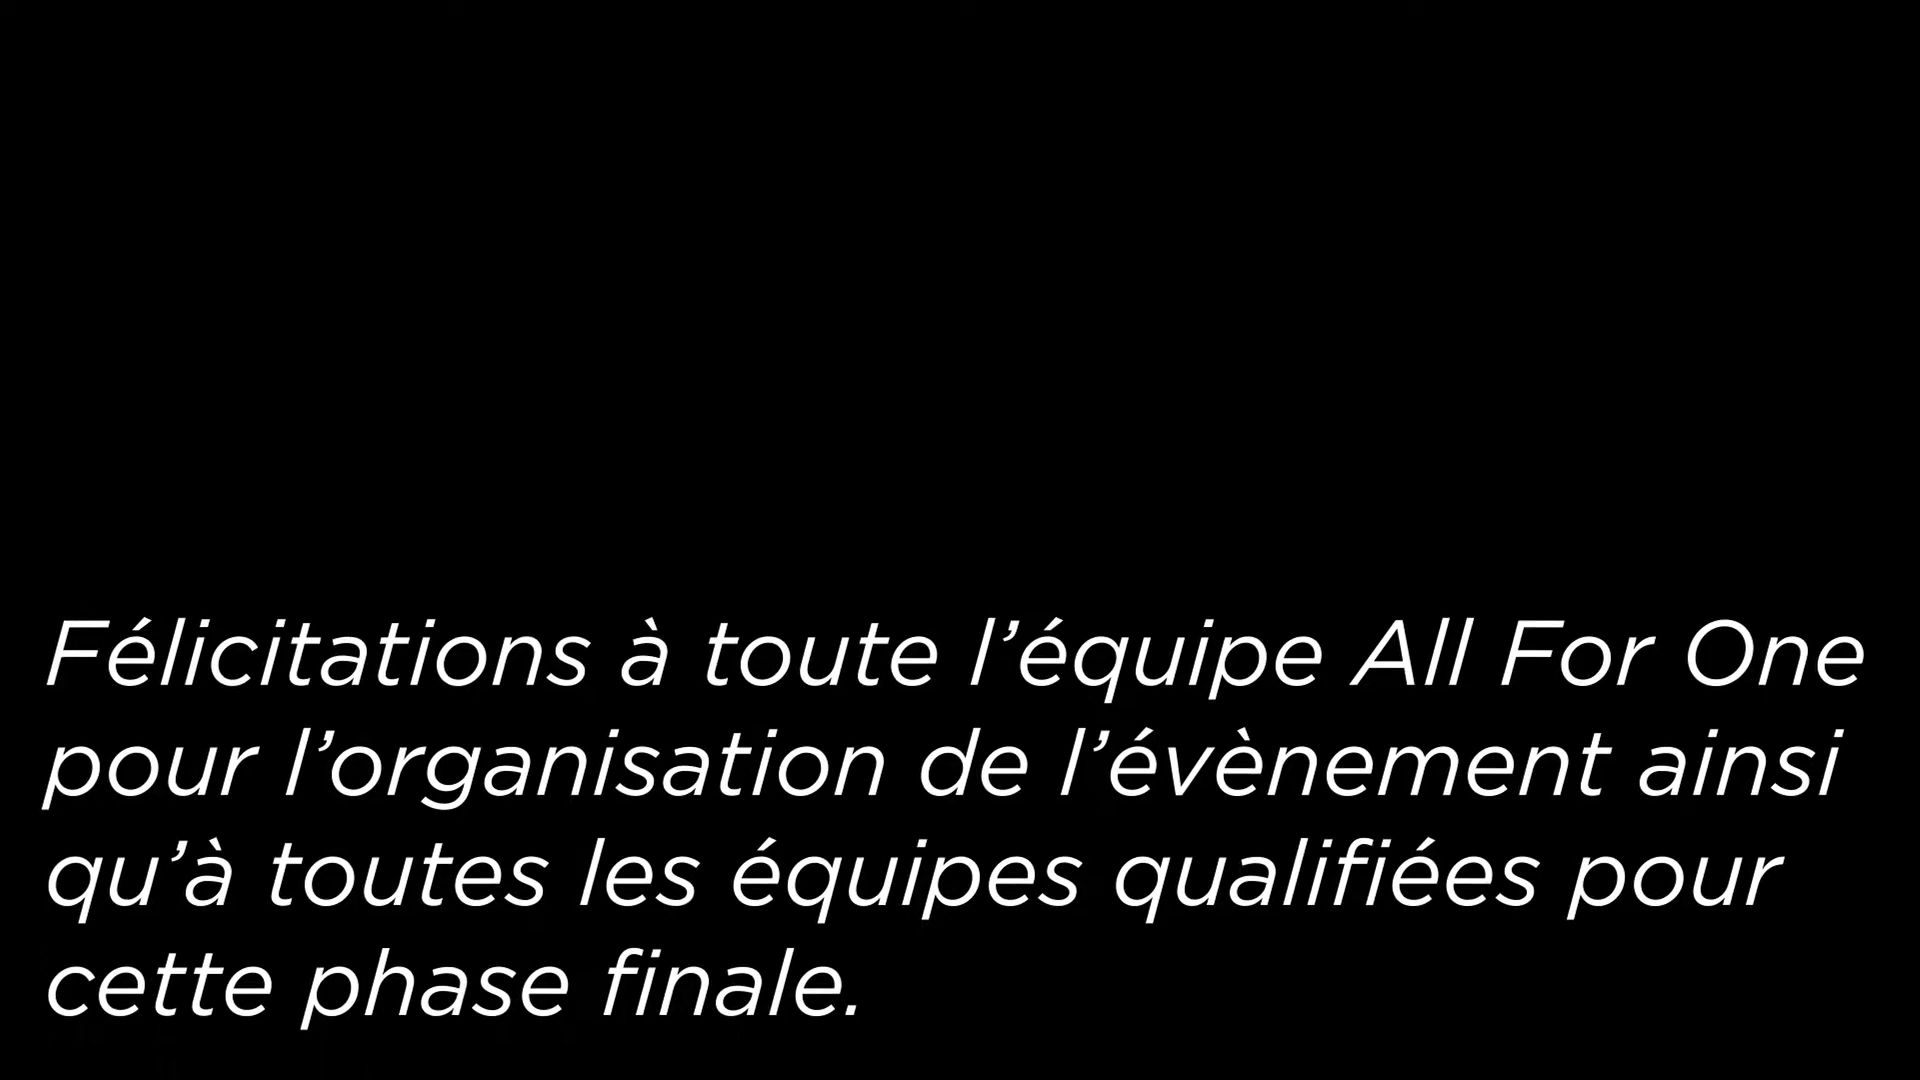 Félicitations à toute l’équipe All For One
pour l’organisation de l’évènement ainsi
qu’à toutes les équipes qualifiées pour
cette phase finale.